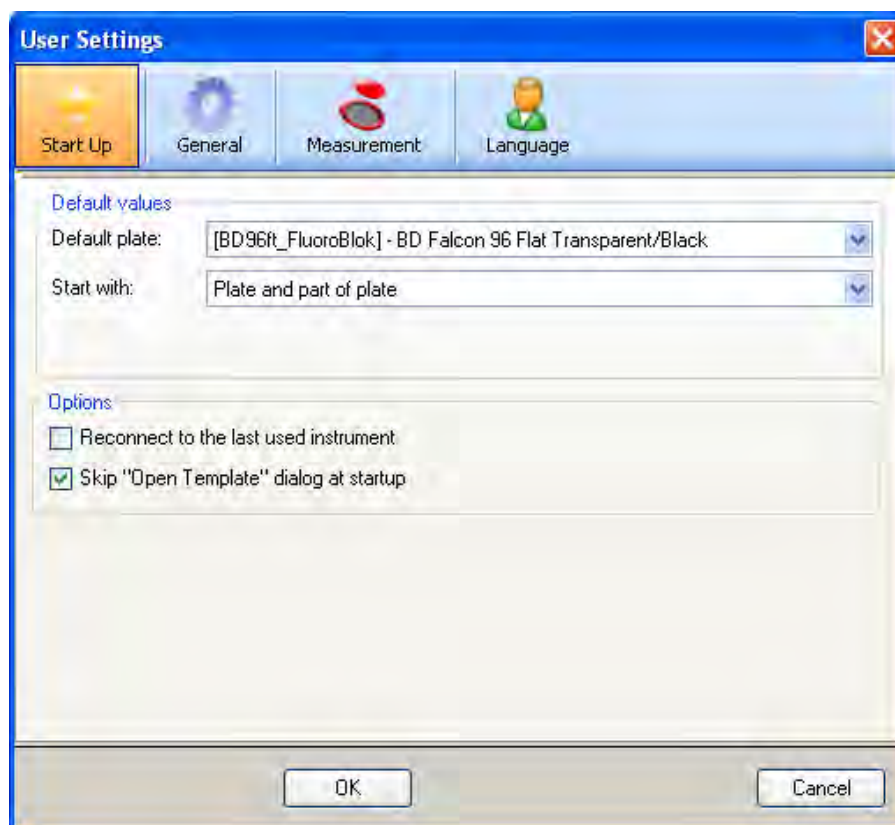 User Settings
Start Up
General
Measurement
Language
Default values
Default plate:
[BD96ft_FluoroBlok] - BD Falcon 96 Flat Transparent/Black
Start with:
Plate and part of plate
Options
Reconnect to the last used instrument
Skip "Open Template" dialog at startup
OK
Cancel